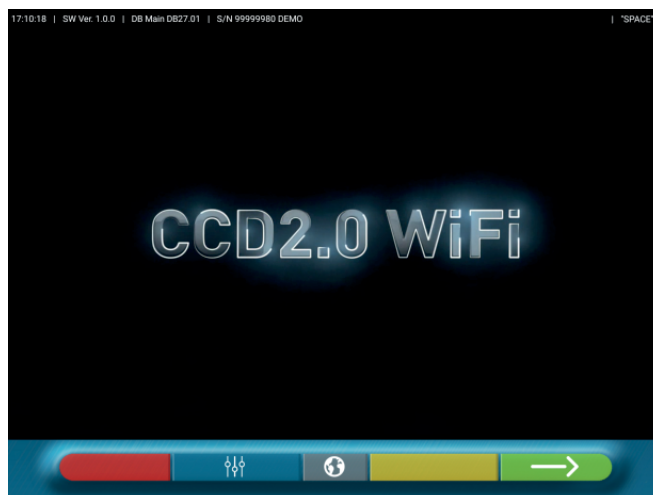 17:10:18 | SW Ver. 1.0.0 | DB Main DB27.01 | S/N 99999980 DEMO | "SPACE"
CCD2.0 WiFi